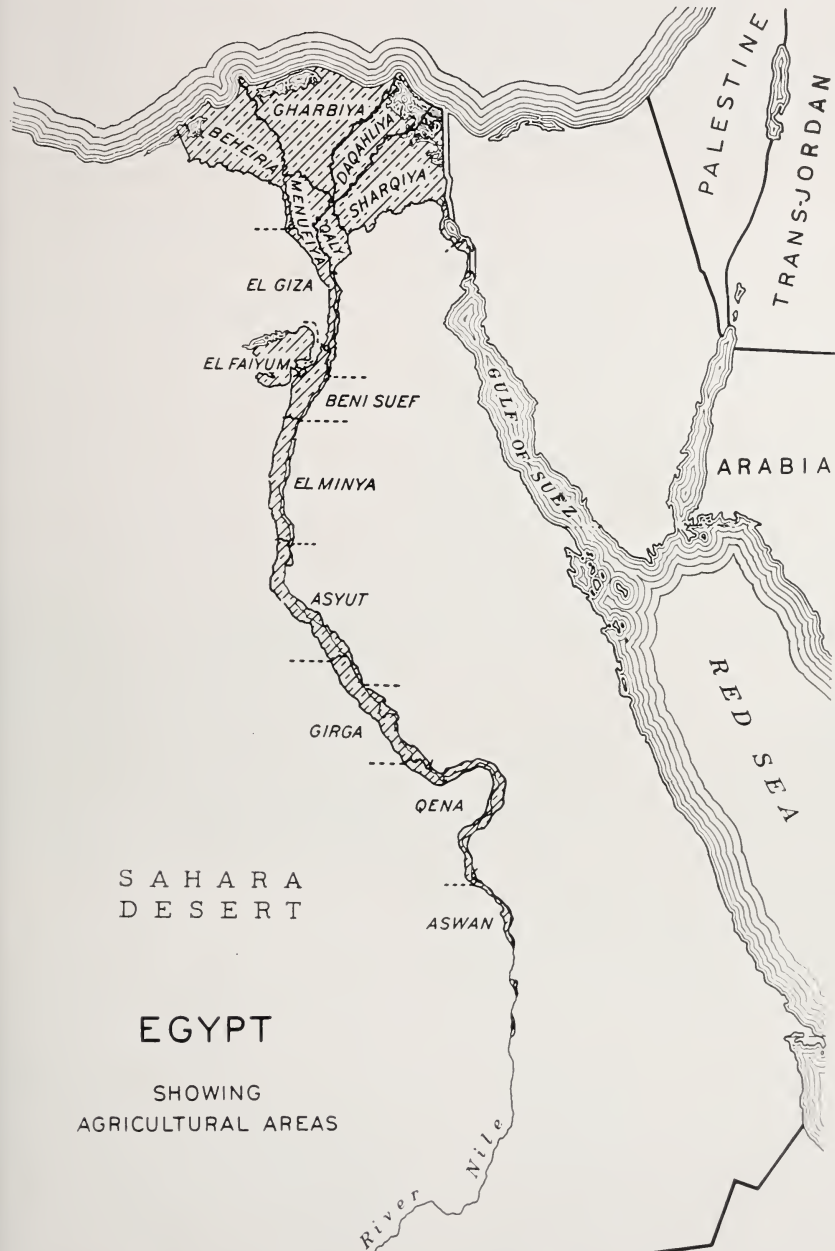 PALESTINE
TRANS-JORDAN
GHARBIYA
BEHEIRA
DAQAHLIYA
SHARQIYA
MENUFIYA
QALY
EL GIZA
EL FAIYUM
BENI SUEF
GULF OF SUEZ
EL MINYA
ARABIA
ASYUT
GIRGA
RED SEA
QENA
SAHARA
DESERT
ASWAN
EGYPT
SHOWING
AGRICULTURAL AREAS
River Nile